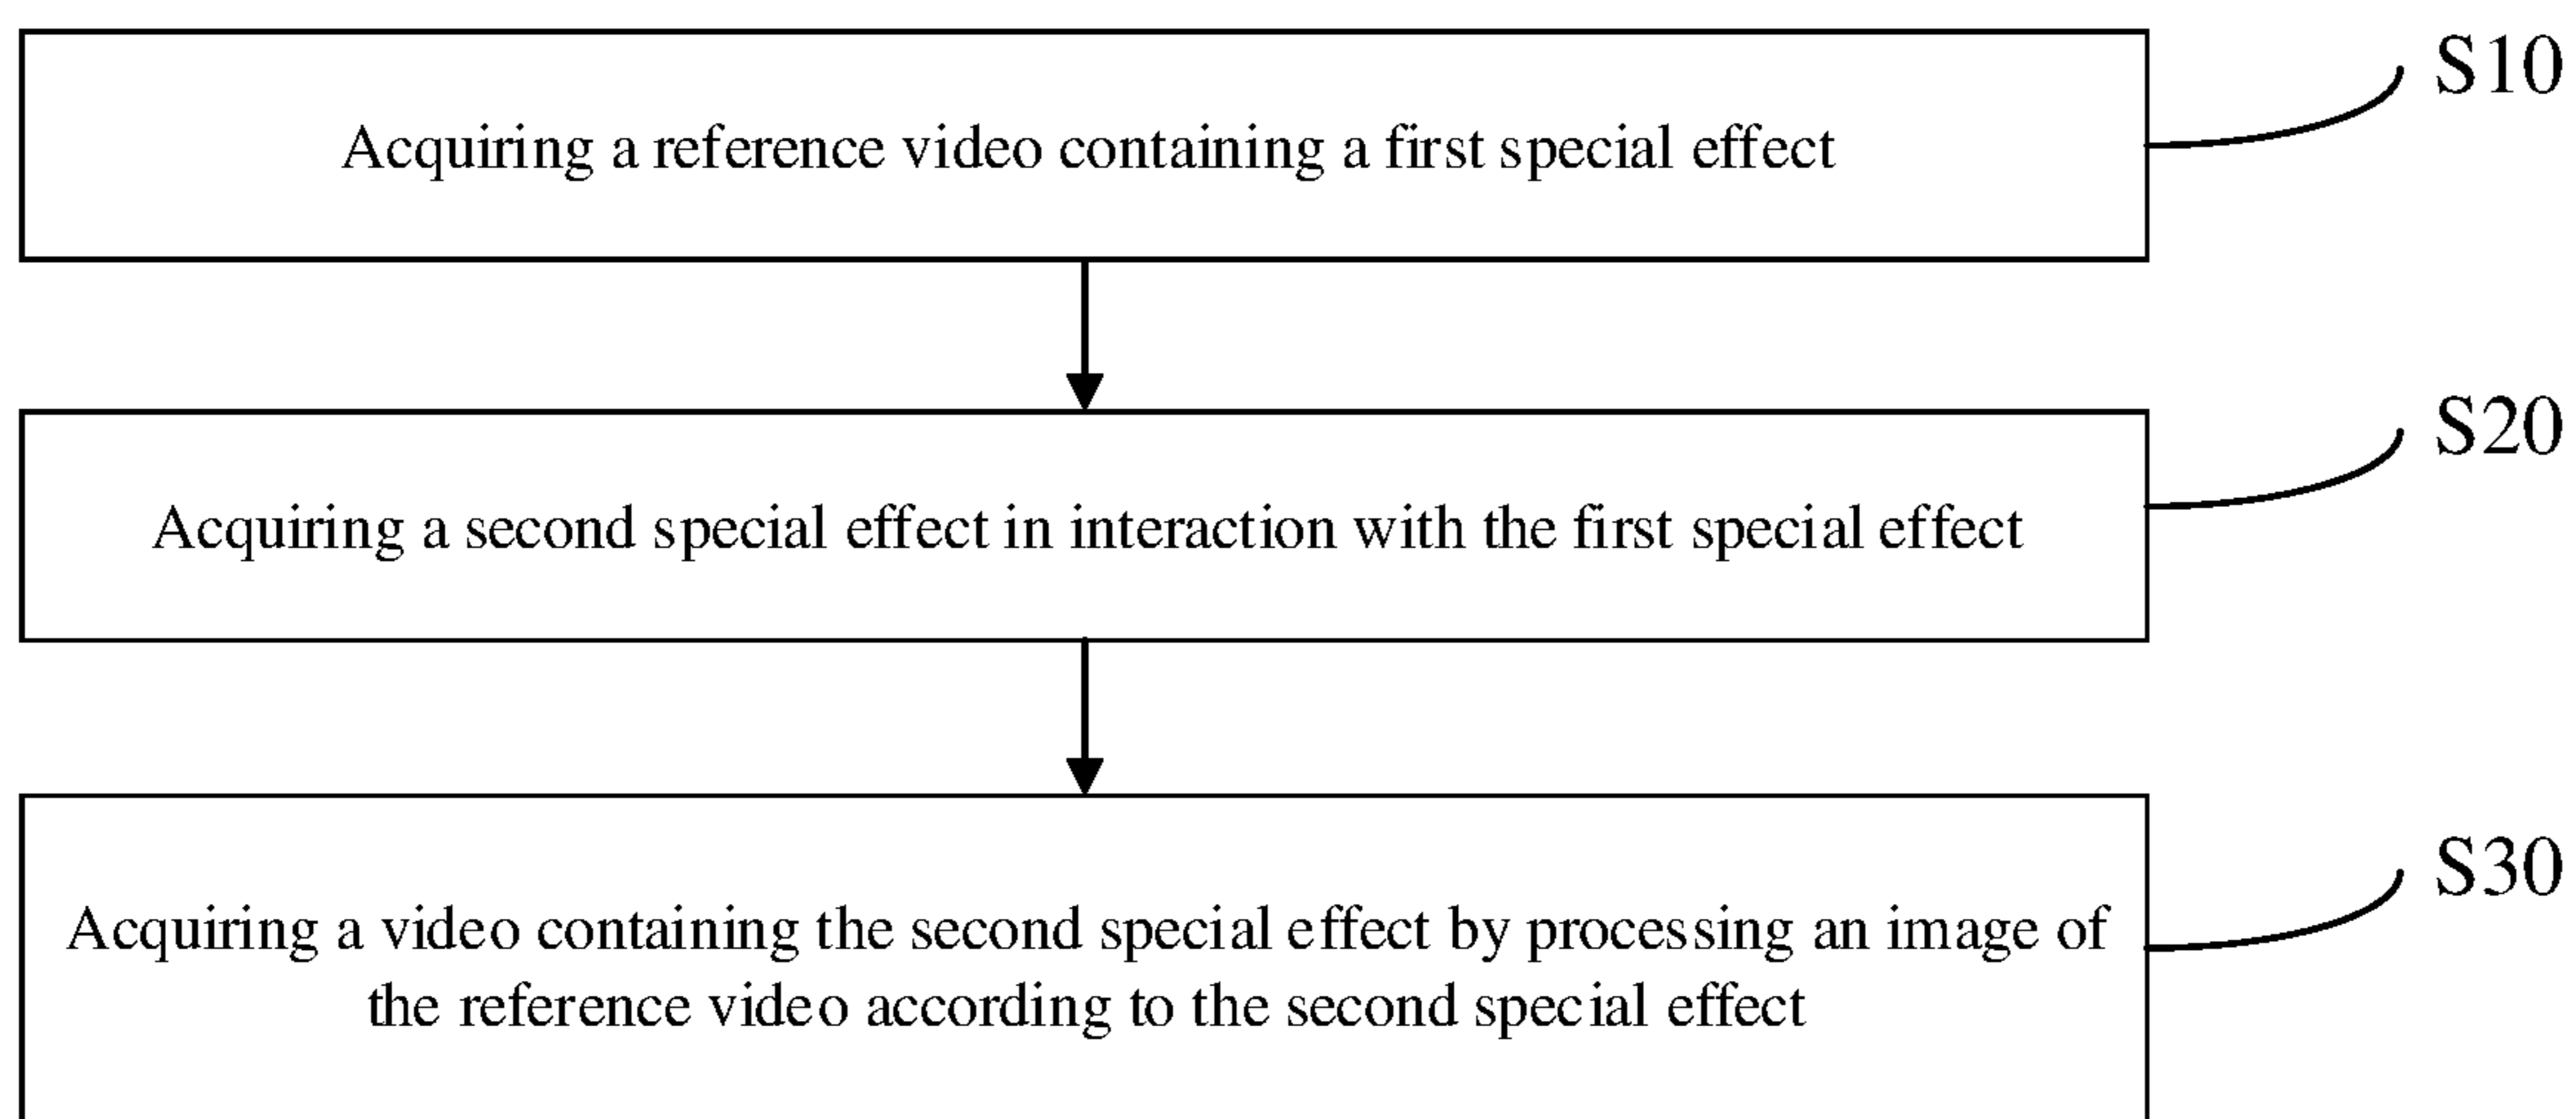 Acquiring a reference video containing a first special effect
S10
Acquiring a second special effect in interaction with the first special effect
S20
Acquiring a video containing the second special effect by processing an image of
the reference video according to the second special effect
S30